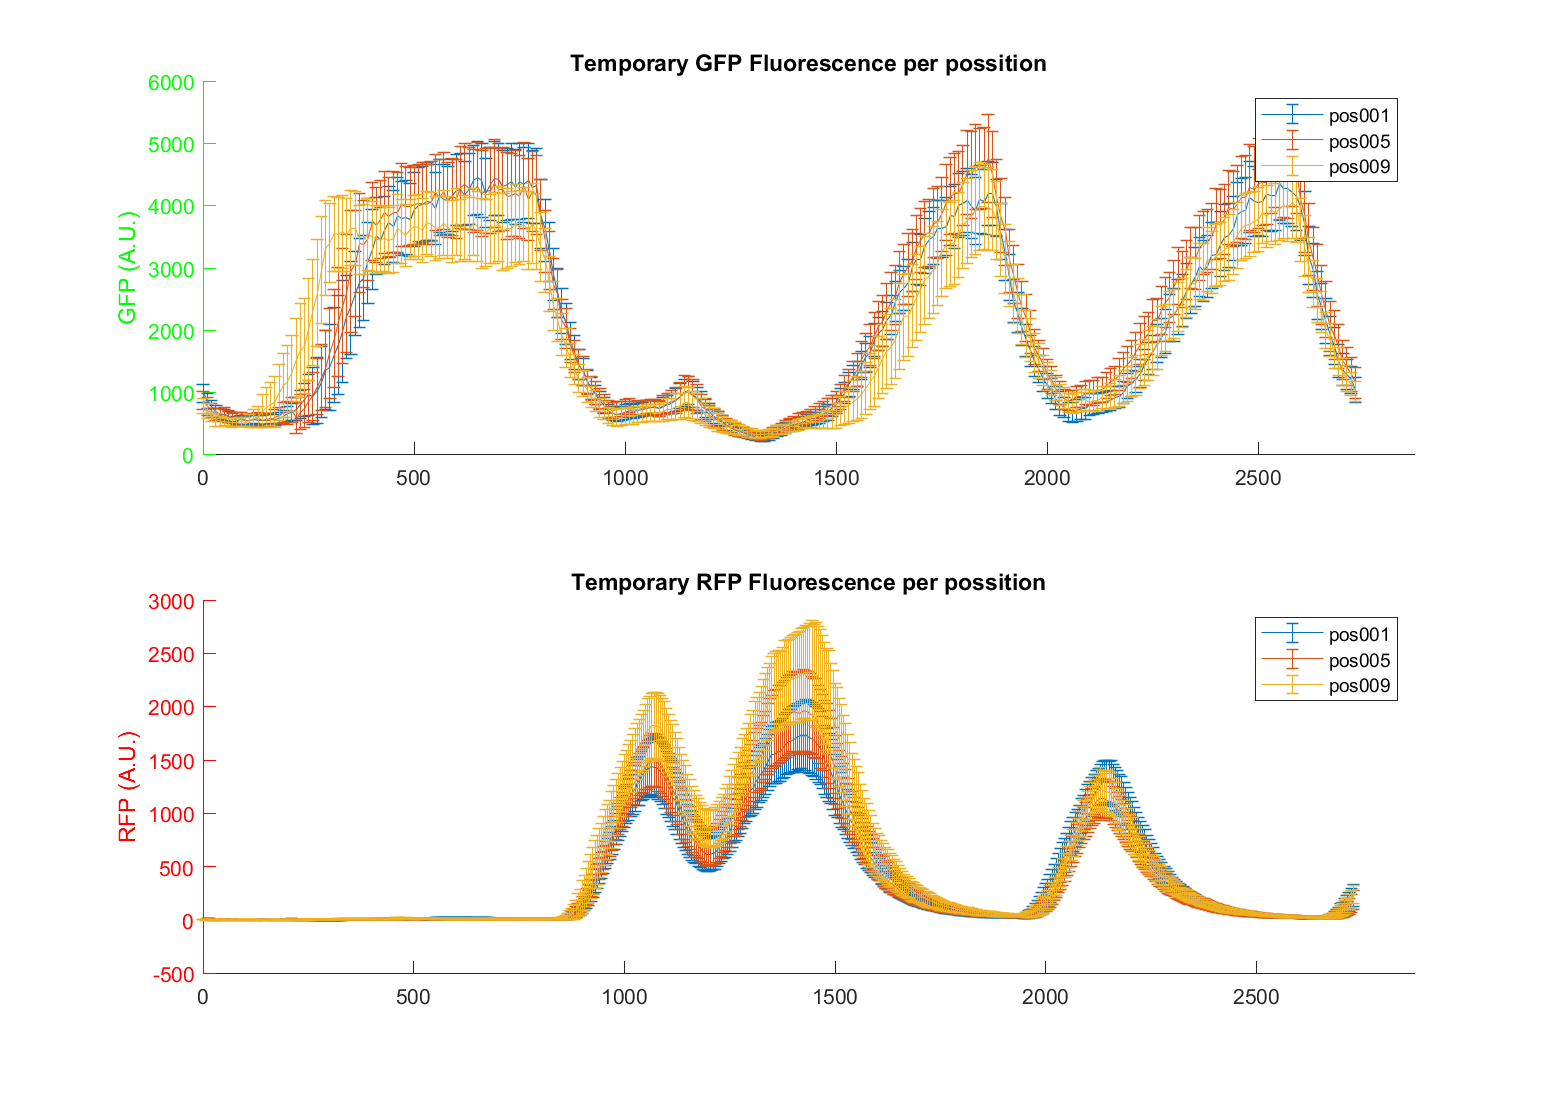 Temporary GFP Fluorescence per possition
6000
5000
4000
3000
2000
1000
0
GFP (A.U.)
pos001
pos005
pos009
0 500 1000 1500 2000 2500
Temporary RFP Fluorescence per possition
3000
2500
2000
1500
1000
500
0
-500
RFP (A.U.)
pos001
pos005
pos009
0 500 1000 1500 2000 2500